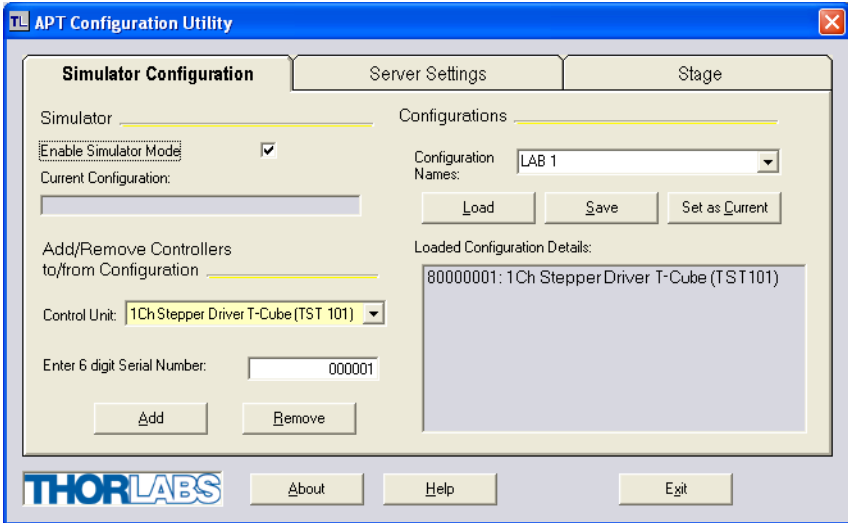 TL APT Configuration Utility
Simulator Configuration
Server Settings
Stage
Simulator
Enable Simulator Mode
Current Configuration:
Add/Remove Controllers
to/from Configuration
Control Unit: 1Ch Stepper Driver T-Cube (TST 101)
Enter 6 digit Serial Number: 000001
Add
Remove
Configurations
Configuration
Names:
LAB 1
Load
Save
Set as Current
Loaded Configuration Details:
80000001: 1Ch Stepper Driver T-Cube (TST101)
THORLABS
About
Help
Exit